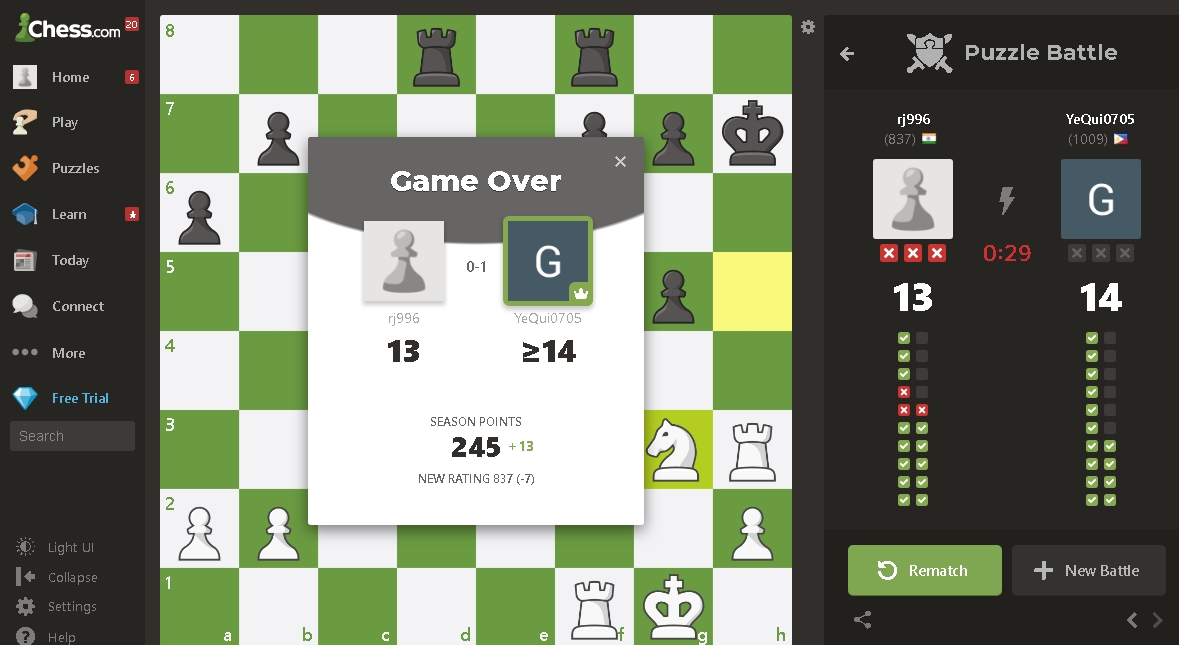 Chess.com 20
Home 6
Play
Puzzles
Learn
Today
Connect
More
Free Trial
Search
Light UI
Collapse
Settings
Help
8
7
6
5
4
3
2
1
a b c d e f g h
Game Over
0-1
G
rj996 YeQui0705
13 ≥14
SEASON POINTS
245 +13
NEW RATING 837 (-7)
Puzzle Battle
rj996 YeQui0705
(837) (1009)
G
0:29
13 14
Rematch New Battle